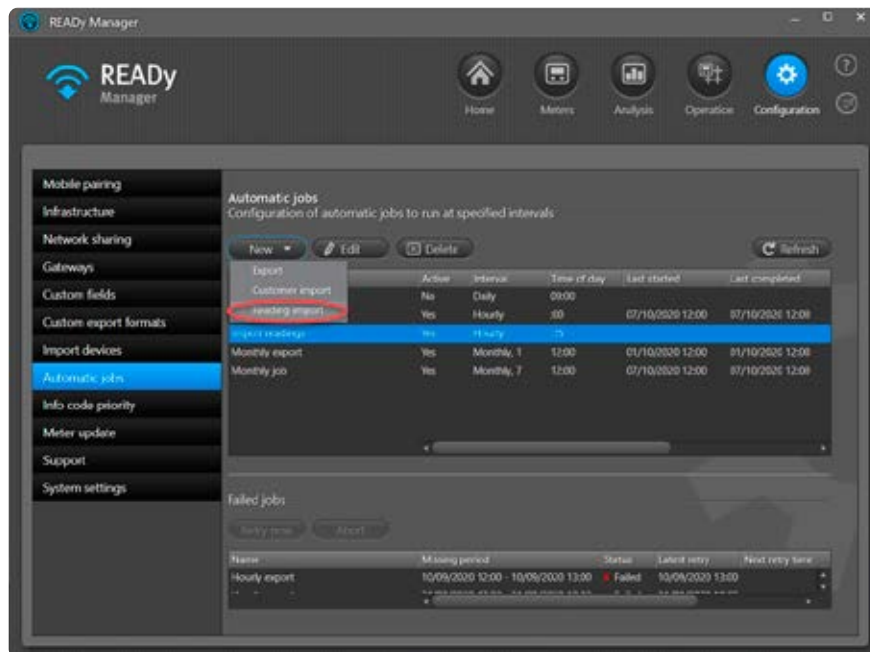 READy Manager
READy
Manager
Home
Meters
Analysis
Operation
Configuration
Mobile pairing
Infrastructure
Network sharing
Gateways
Custom fields
Custom export formats
Import devices
Automatic jobs
Info code priority
Meter update
Support
System settings
Automatic jobs
Configuration of automatic jobs to run at specified intervals
New Edit Delete Refresh
Export
Customer import
Reading import
Active Interval Time of day Last started Last completed
No Daily 09:00
Yes Hourly :00 07/10/2020 12:00 07/10/2020 12:00
Import readings Yes Hourly
Monthly export Yes Monthly, 1 12:00 01/10/2020 12:00 01/10/2020 12:00
Monthly job Yes Monthly, 7 12:00 07/10/2020 12:00 07/10/2020 12:00
Failed jobs
Retry now Abort
Name Missing period Status Latest retry Next retry time
Hourly export 10/09/2020 12:00 - 10/09/2020 13:00 Failed 10/09/2020 13:00